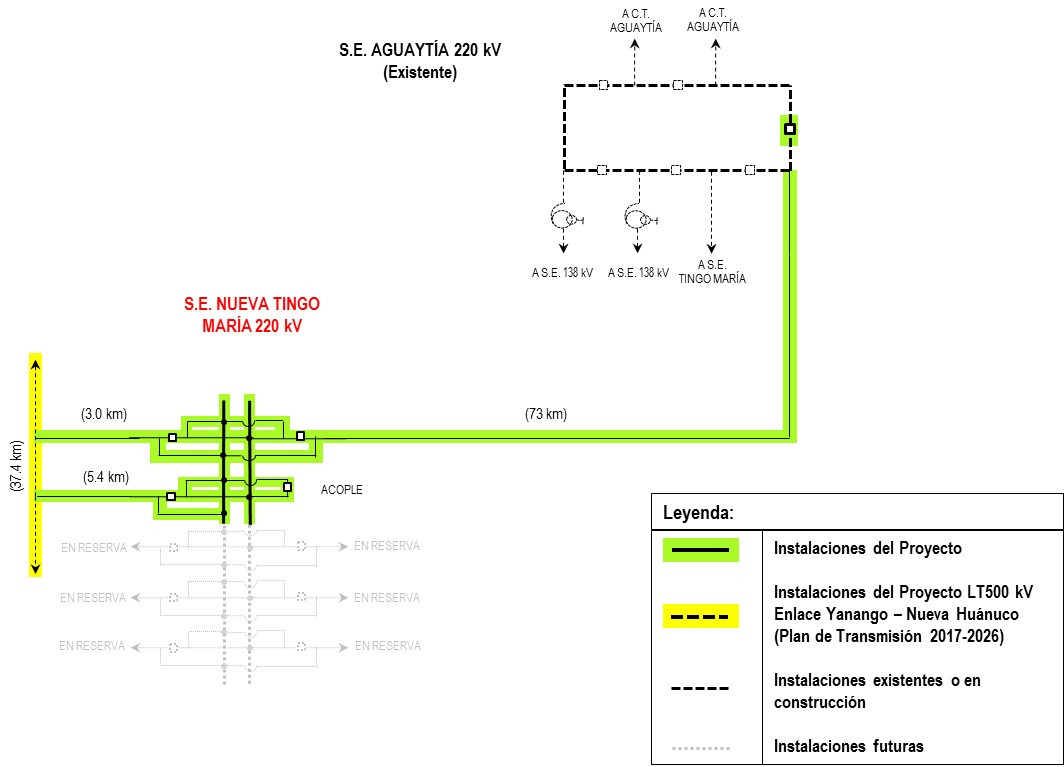 A C.T.
AGUAYTÍA
A C.T.
AGUAYTÍA
S.E. AGUAYTÍA 220 kV
(Existente)
A S.E. 138 kV
A S.E. 138 kV
A S.E.
TINGO MARÍA
S.E. NUEVA TINGO
MARÍA 220 kV
(3.0 km)
(73 km)
(37.4 km)
(5.4 km)
ACOPLE
EN RESERVA
EN RESERVA
EN RESERVA
EN RESERVA
EN RESERVA
EN RESERVA
Leyenda:
Instalaciones del Proyecto
Instalaciones del Proyecto LT500 kV
Enlace Yanango – Nueva Huánuco
(Plan de Transmisión 2017-2026)
Instalaciones existentes o en
construcción
Instalaciones futuras